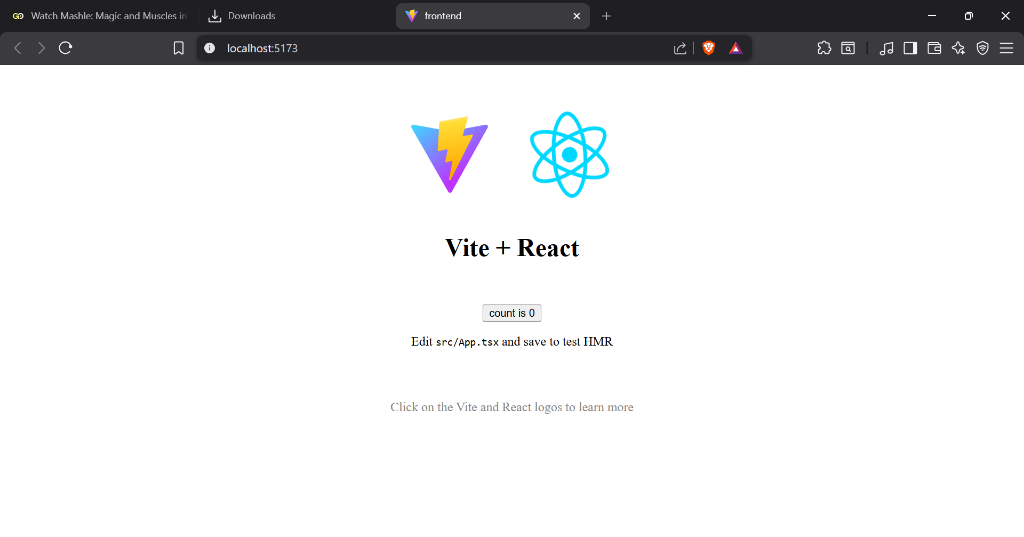 GO Watch Mashle: Magic and Muscles in
Downloads
frontend
localhost:5173
Vite + React
count is 0
Edit src/App.tsx and save to test HMR
Click on the Vite and React logos to learn more